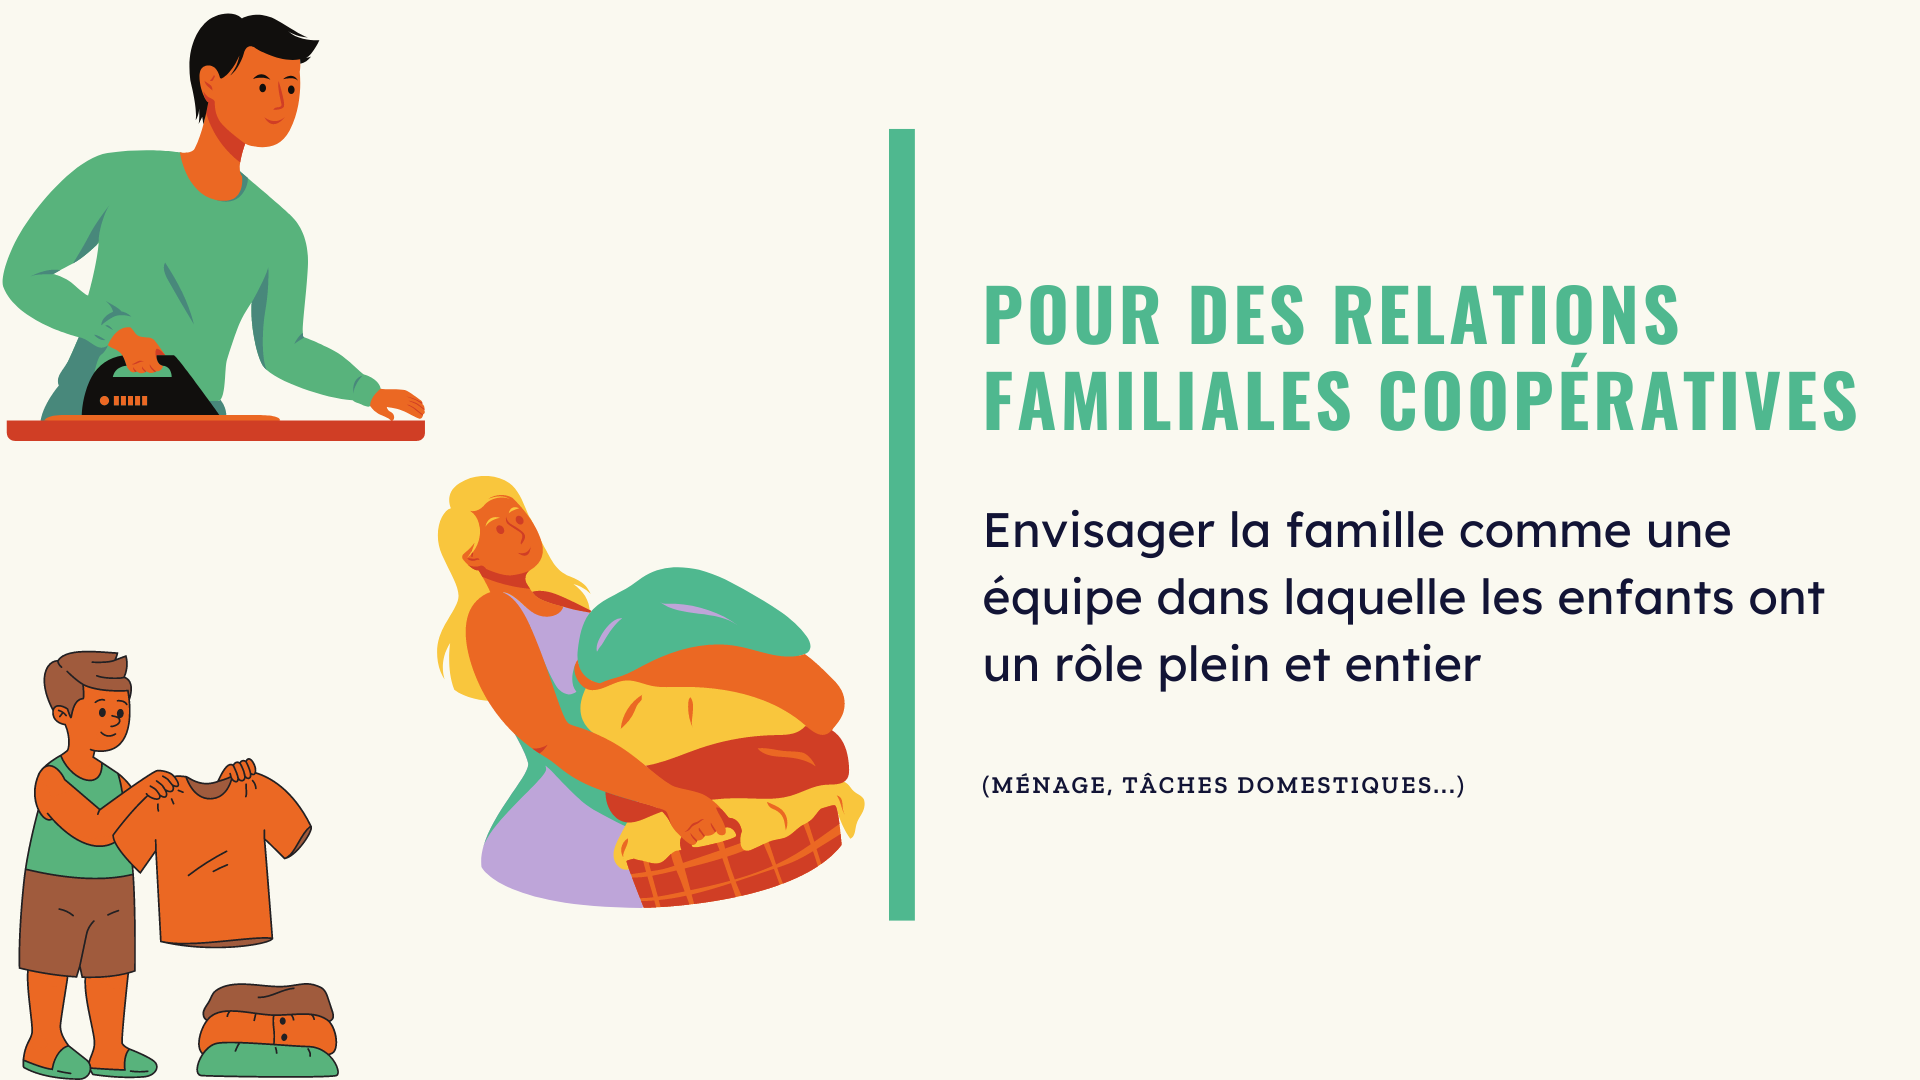 POUR DES RELATIONS
FAMILIALES COOPÉRATIVES
Envisager la famille comme une
équipe dans laquelle les enfants ont
un rôle plein et entier
(MÉNAGE, TÂCHES DOMESTIQUES...)